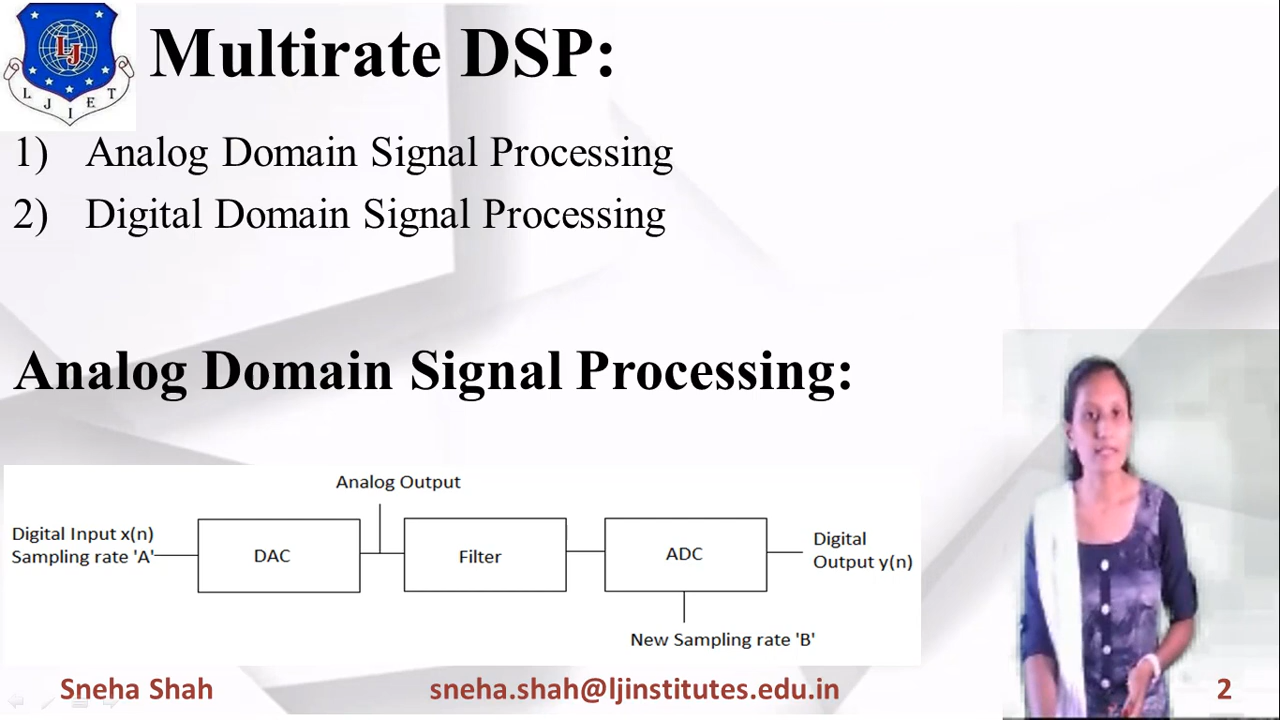 LJ
LJIET
Multirate DSP:
1) Analog Domain Signal Processing
2) Digital Domain Signal Processing
Analog Domain Signal Processing:
Analog Output
Digital Input x(n)
Sampling rate 'A'
DAC
Filter
ADC
Digital
Output y(n)
New Sampling rate 'B'
Sneha Shah sneha.shah@ljinstitutes.edu.in 2